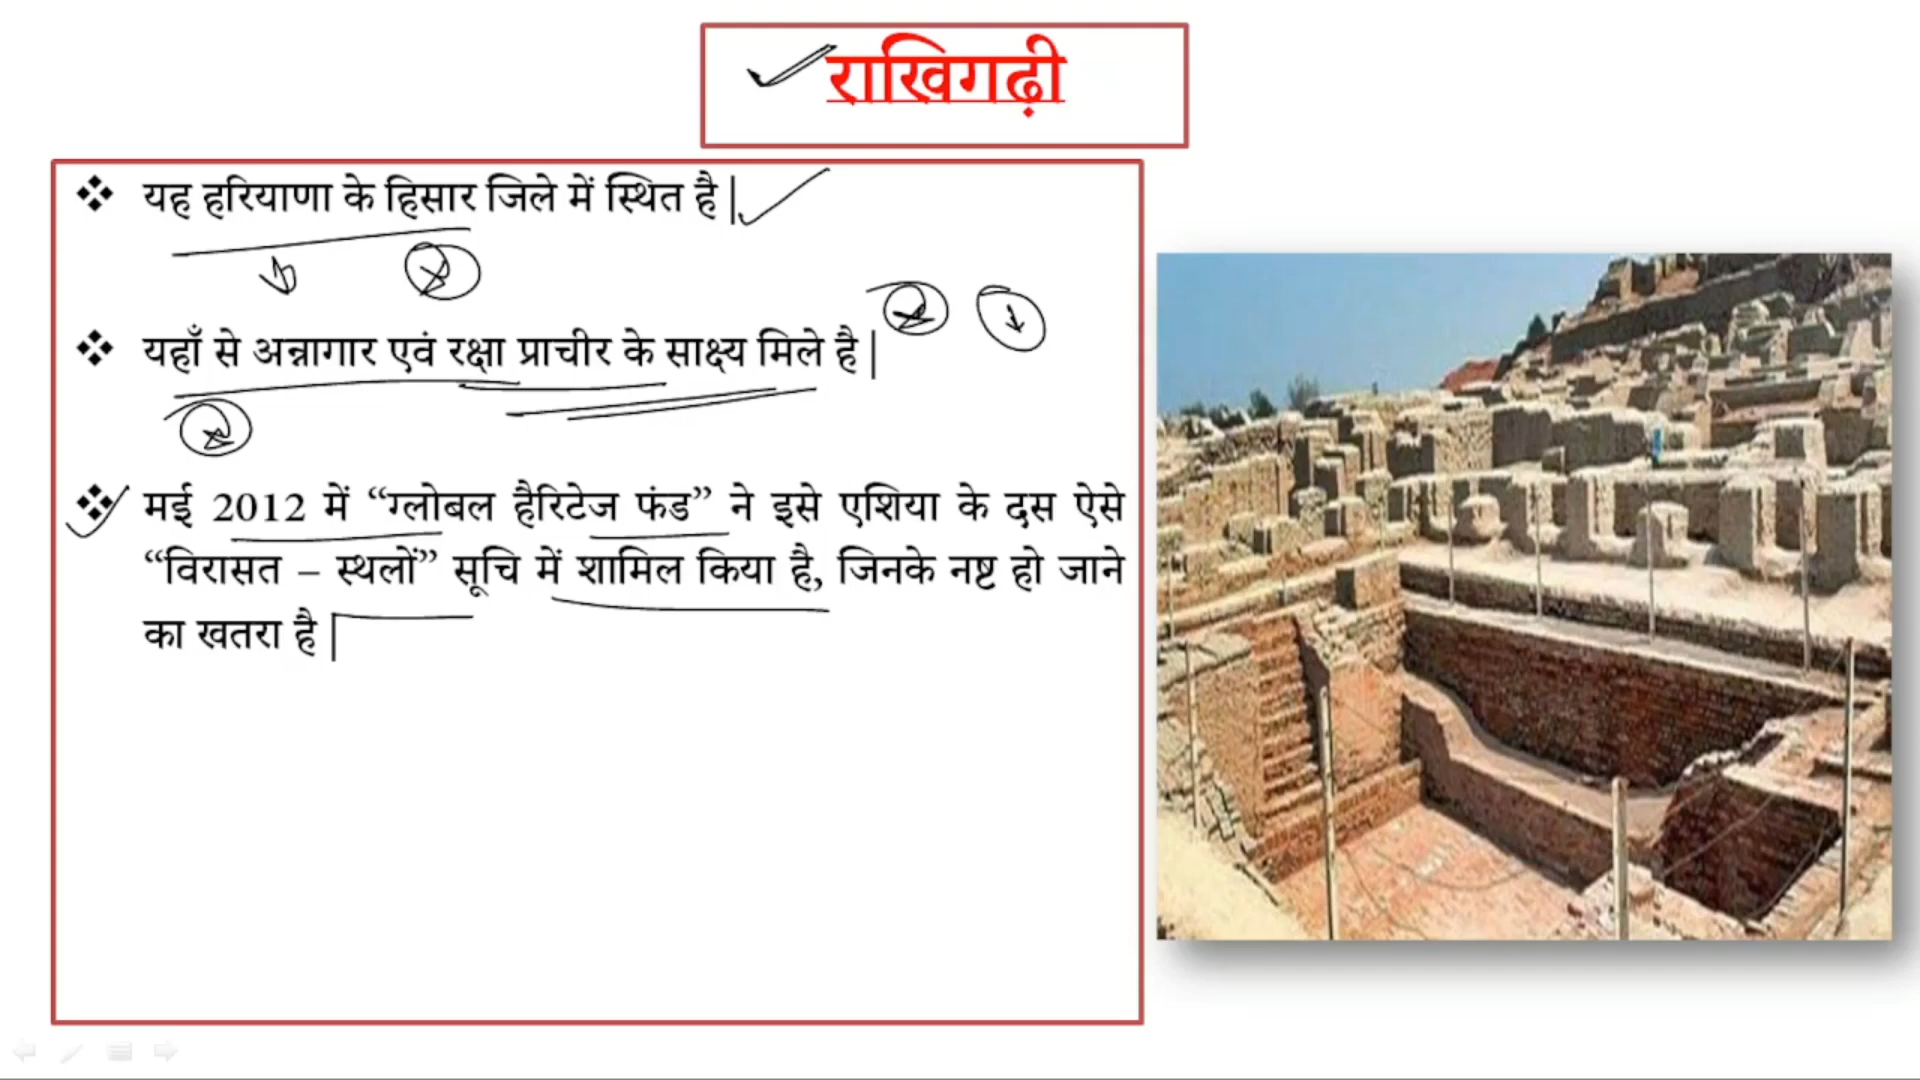 राखिगढ़ी
❖ यह हरियाणा के हिसार जिले में स्थित है|
❖ यहाँ से अन्नागार एवं रक्षा प्राचीर के साक्ष्य मिले है|
❖ मई 2012 में “ग्लोबल हैरिटेज फंड” ने इसे एशिया के दस ऐसे
“विरासत – स्थलों” सूचि में शामिल किया है, जिनके नष्ट हो जाने
का खतरा है|